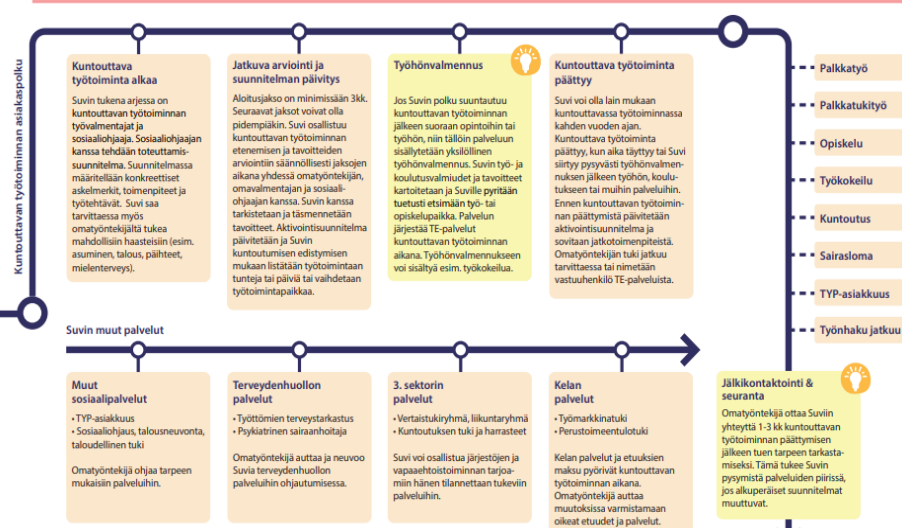 Kuntouttavan työtoiminnan asiakaspolku
Kuntouttava
työtoiminta alkaa
Suvin tukena arjessa on
kuntouttavan työtoiminnan
työvalmentajat ja
sosiaaliohjaaja. Sosiaaliohjaajan
kanssa tehdään toteuttamis-
suunnitelma. Suunnitelmassa
määritellään konkreettiset
askelmerkit, toimenpiteet ja
työtehtävät. Suvi saa
tarvittaessa myös
omatyöntekijältä tukea
mahdollisiin haasteisiin (esim.
asuminen, talous, päihteet,
mielenterveys).
Jatkuva arviointi ja
suunnitelman päivitys
Aloitusjakso on minimissään 3kk.
Seuraavat jaksot voivat olla
pidempiäkin. Suvi osallistuu
kuntouttavan työtoiminnan
etenemisen ja tavoitteiden
arviointiin säännöllisesti jaksojen
aikana yhdessä omatyöntekijän,
omavalmentajan ja sosiaali-
ohjaajan kanssa. Suvin kanssa
tarkistetaan ja täsmennetään
tavoitteet. Aktivointisuunnitelma
päivitetään ja Suvin
kuntoutumisen edistymisen
mukaan listätään työtoimintaan
tunteja tai päiviä tai vaihdetaan
työtoimintapaikkaa.
Työhönvalmennus
Jos Suvin polku suuntautuu
kuntouttavan työtoiminnan
jälkeen suoraan opintoihin tai
työhön, niin tällöin palveluun
sisällytetään yksilöllinen
työhönvalmennus. Suvin työ- ja
koulutusvalmiudet ja tavoitteet
kartoitetaan ja Suville pyritään
tuetusti etsimään työ- tai
opiskelupaikka. Palvelun
järjestää TE-palvelut
kuntouttavan työtoiminnan
aikana. Työhönvalmennukseen
voi sisältyä esim. työkokeilua.
Kuntouttava työtoiminta
päättyy
Suvi voi olla lain mukaan
kuntouttavassa työtoiminnassa
kahden vuoden ajan.
Kuntouttava työtoiminta
päättyy, kun aika täyttyy tai Suvi
siirtyy pysyvästi työhönvalmen-
nuksen jälkeen työhön, koulu-
tukseen tai muihin palveluihin.
Ennen kuntouttavan työtoimin-
nan päättymistä päivitetään
aktivointisuunnitelma ja
sovitaan jatkotoimenpiteistä.
Omatyöntekijän tuki jatkuu
tarvittaessa tai nimetään
vastuuhenkilö TE-palveluista.
Palkkatyö
Palkkatukityö
Opiskelu
Työkokeilu
Kuntoutus
Sairasloma
TYP-asiakkuus
Työnhaku jatkuu
Suvin muut palvelut
Muut
sosiaalipalvelut
• TYP-asiakkuus
• Sosiaaliohjaus, talousneuvonta,
taloudellinen tuki
Omatyöntekijä ohjaa tarpeen
mukaisiin palveluihin.
Terveydenhuollon
palvelut
• Työttömien terveystarkastus
• Psykiatrinen sairaanhoitaja
Omatyöntekijä auttaa ja neuvoo
Suvia terveydenhuollon
palveluihin ohjautumisessa.
3. sektorin
palvelut
• Vertaistukiryhmä, liikuntaryhmä
• Kuntoutuksen tuki ja harrasteet
Suvi voi osallistua järjestöjen ja
vapaaehtoistoiminnan tarjoa-
miin hänen tilannettaan tukeviin
palveluihin.
Kelan
palvelut
• Työmarkkinatuki
• Perustoimeentulotuki
Kelan palvelut ja etuuksien
maksu pyörivät kuntouttavan
työtoiminnan aikana.
Omatyöntekijä auttaa
muutoksissa varmistamaan
oikeat etuudet ja palvelut.
Jälkikontaktointi &
seuranta
Omatyöntekijä ottaa Suviin
yhteyttä 1-3 kk kuntouttavan
työtoiminnan päättymisen
jälkeen tuen tarpeen tarkasta-
miseksi. Tämä tukee Suvin
pysymistä palveluiden piirissä,
jos alkuperäiset suunnitelmat
muuttuvat.